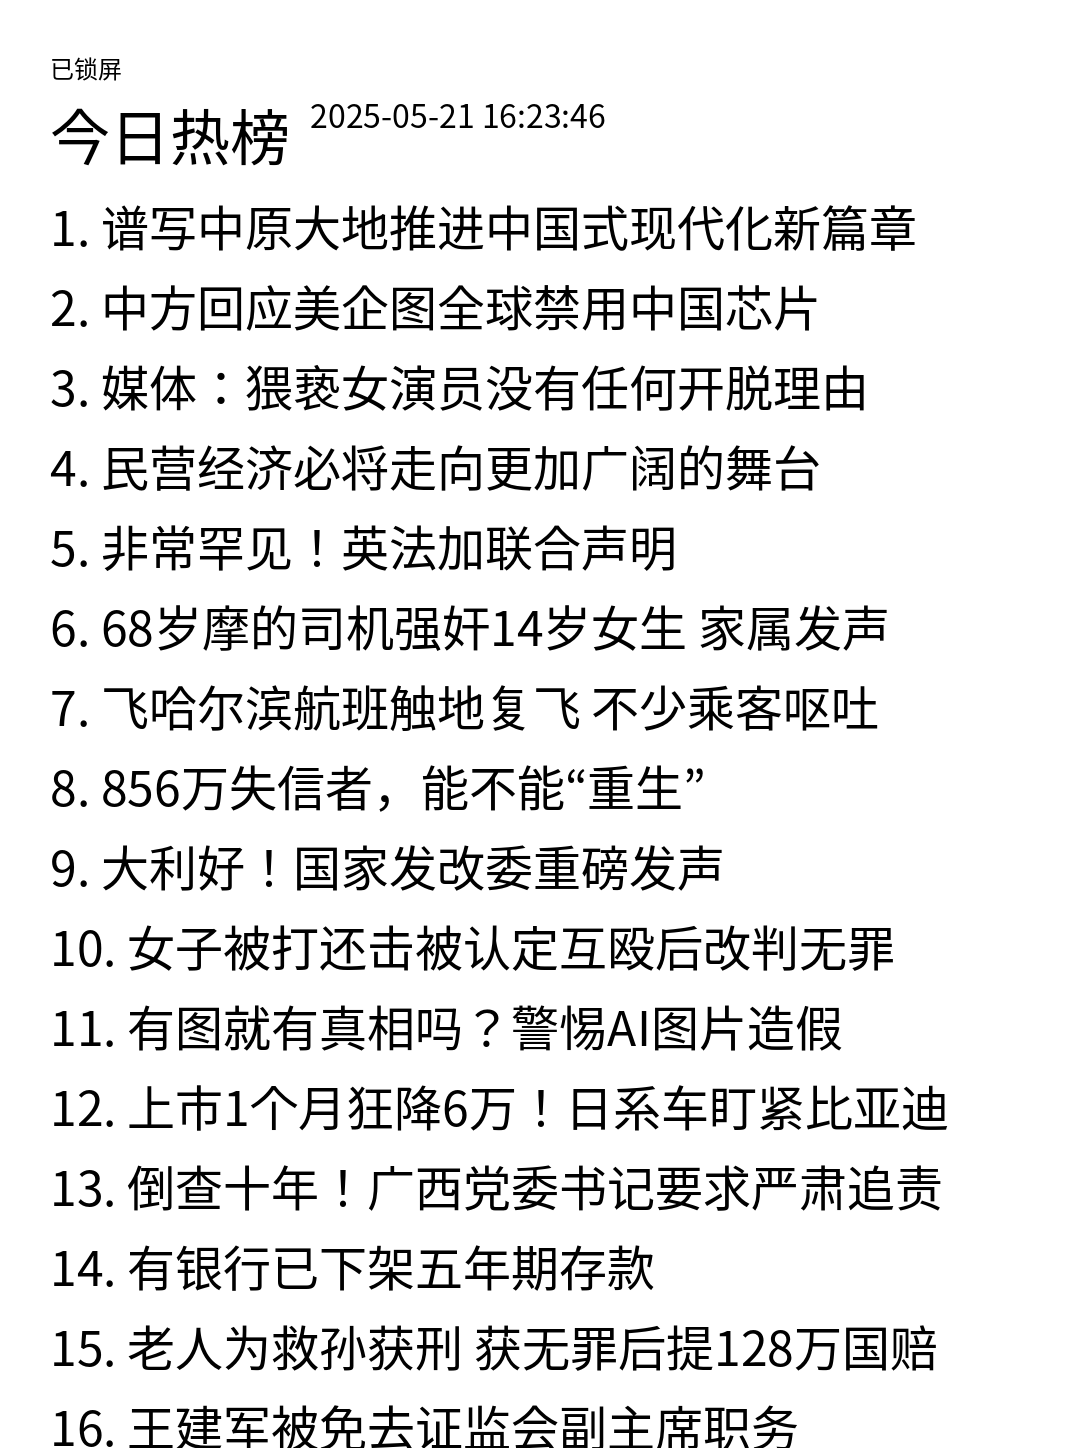 已锁屏
今日热榜 2025-05-21 16:23:46
1. 谱写中原大地推进中国式现代化新篇章
2. 中方回应美企图全球禁用中国芯片
3. 媒体：猥亵女演员没有任何开脱理由
4. 民营经济必将走向更加广阔的舞台
5. 非常罕见！英法加联合声明
6. 68岁摩的司机强奸14岁女生 家属发声
7. 飞哈尔滨航班触地复飞 不少乘客呕吐
8. 856万失信者，能不能“重生”
9. 大利好！国家发改委重磅发声
10. 女子被打还击被认定互殴后改判无罪
11. 有图就有真相吗？警惕AI图片造假
12. 上市1个月狂降6万！日系车盯紧比亚迪
13. 倒查十年！广西党委书记要求严肃追责
14. 有银行已下架五年期存款
15. 老人为救孙获刑 获无罪后提128万国赔
16. 王建军被免去证监会副主席职务